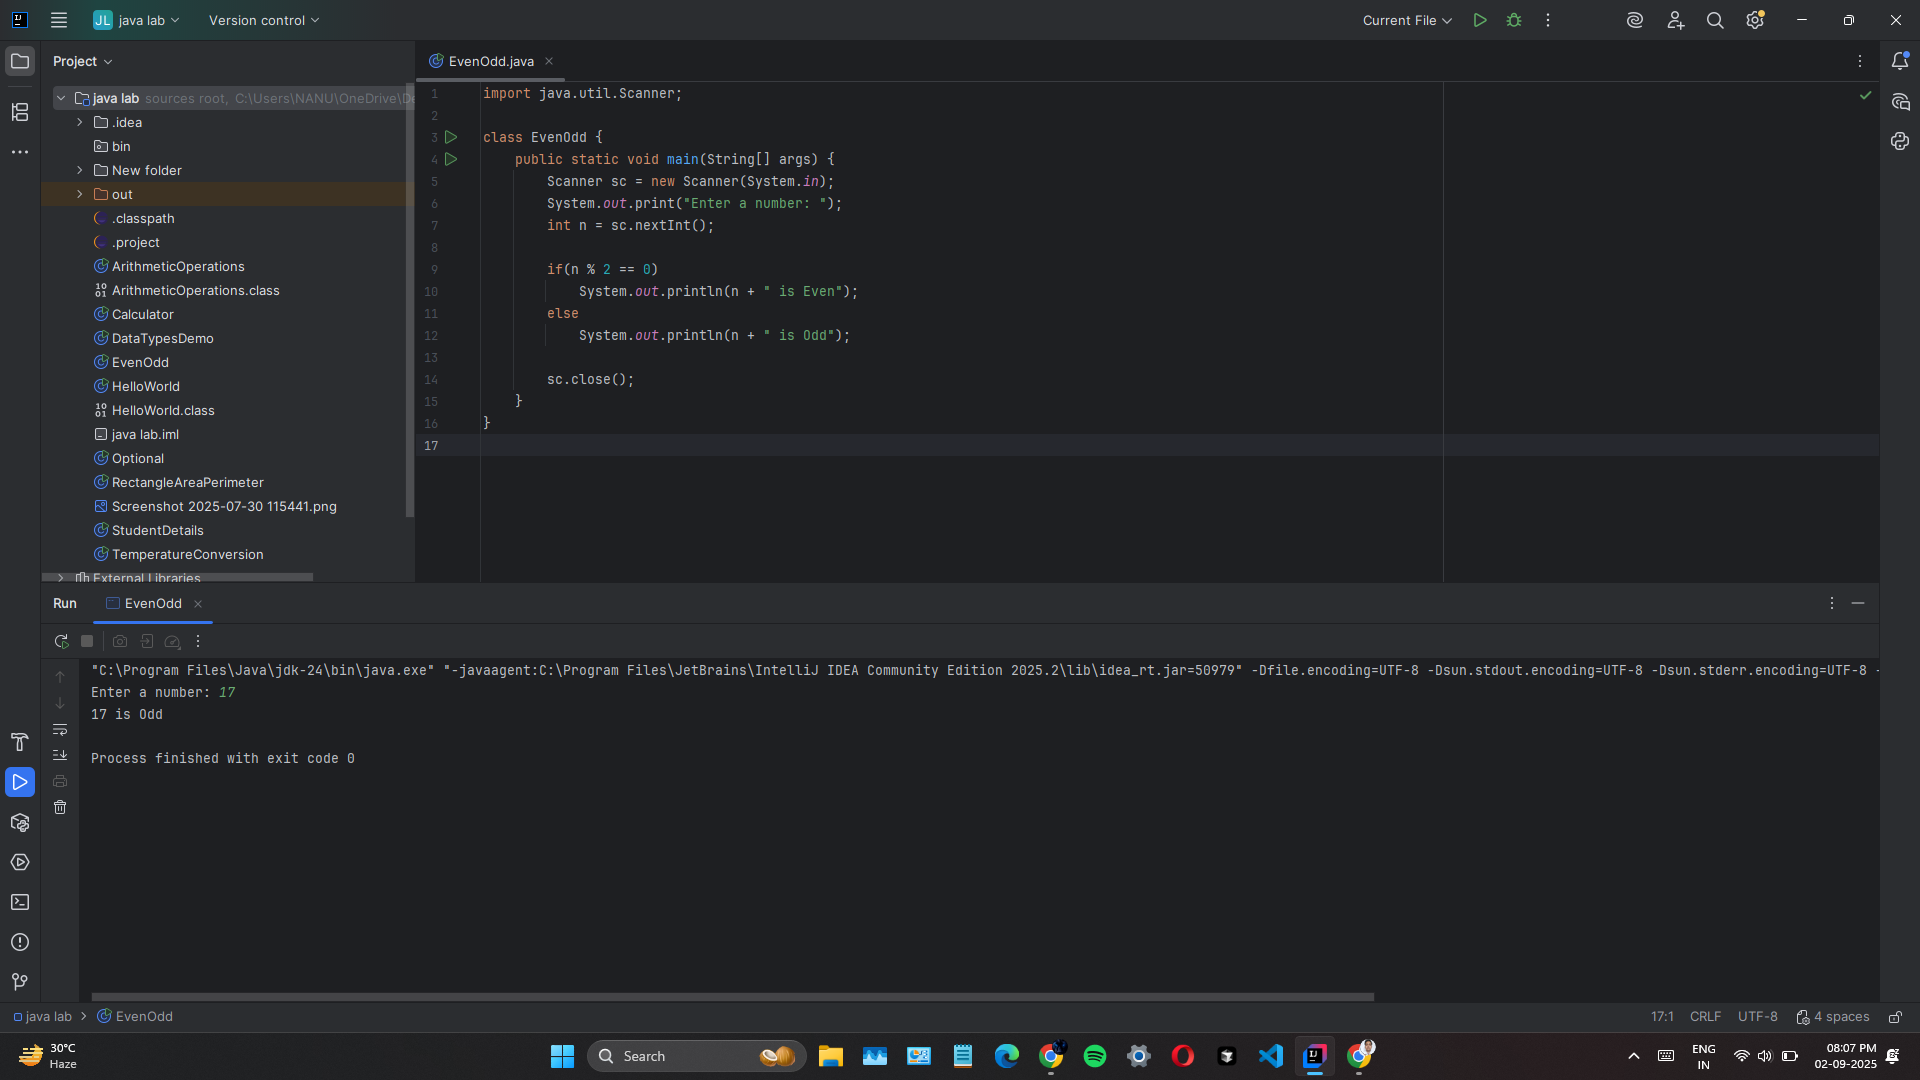 JL java lab Version control Current File
Project
EvenOdd.java
java lab sources root, C:\Users\NANU\OneDrive\De
.idea
bin
New folder
out
.classpath
.project
ArithmeticOperations
ArithmeticOperations.class
Calculator
DataTypesDemo
EvenOdd
HelloWorld
HelloWorld.class
java lab.iml
Optional
RectangleAreaPerimeter
Screenshot 2025-07-30 115441.png
StudentDetails
TemperatureConversion
External Libraries
1 import java.util.Scanner;
2
3 class EvenOdd {
4 public static void main(String[] args) {
5 Scanner sc = new Scanner(System.in);
6 System.out.print("Enter a number: ");
7 int n = sc.nextInt();
8
9 if(n % 2 == 0)
10 System.out.println(n + " is Even");
11 else
12 System.out.println(n + " is Odd");
13
14 sc.close();
15 }
16 }
17
Run EvenOdd
"C:\Program Files\Java\jdk-24\bin\java.exe" "-javaagent:C:\Program Files\JetBrains\IntelliJ IDEA Community Edition 2025.2\lib\idea_rt.jar=50979" -Dfile.encoding=UTF-8 -Dsun.stdout.encoding=UTF-8 -Dsun.stderr.encoding=UTF-8 -
Enter a number: 17
17 is Odd
Process finished with exit code 0
java lab EvenOdd 17:1 CRLF UTF-8 4 spaces
30°C
Haze
Search
ENG
IN
08:07 PM
02-09-2025